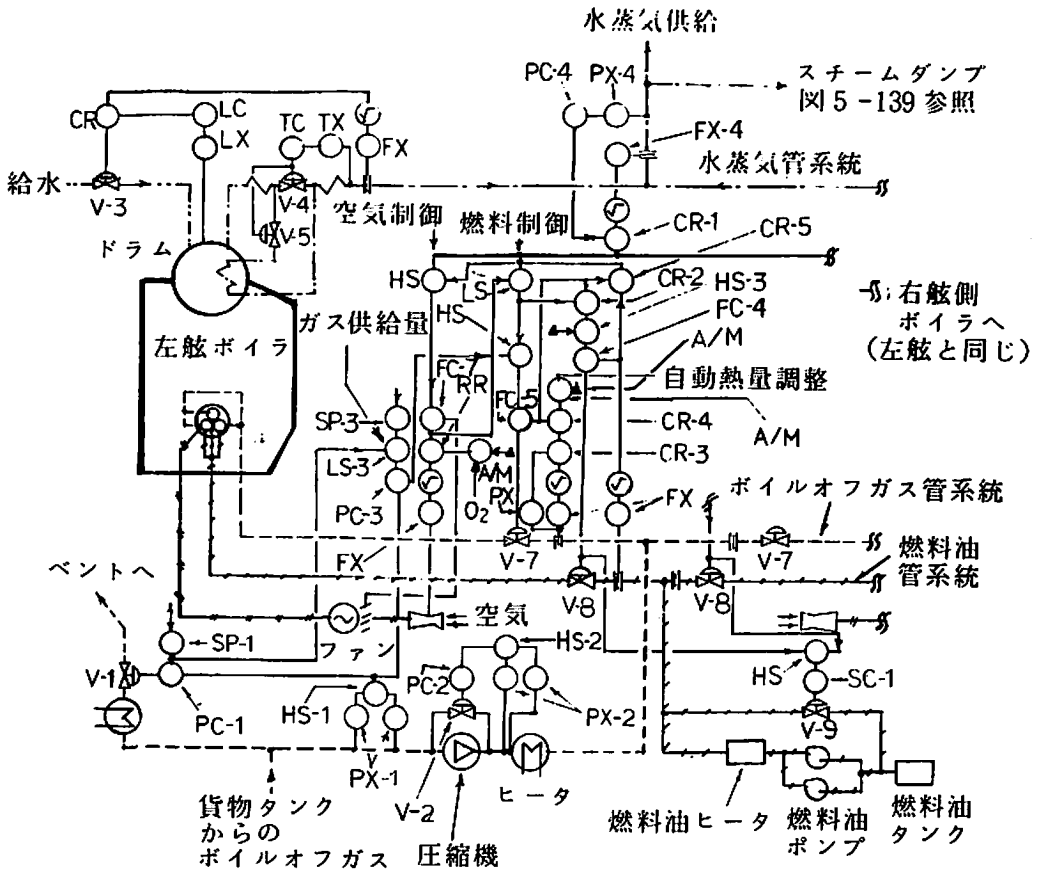 水蒸気供給
PC-4 PX-4
スチームダンプ
図5-139参照
CR
LC
LX
TC TX
FX
FX-4
給水
V-3
V-4
V-5
水蒸気管系統
空気制御
燃料制御
CR-1
CR-5
ドラム
HS
LS
CR-2
HS-3
FC-4
HS
A/M
右舷側
ボイラへ
(左舷と同じ)
左舷ボイラ
ガス供給量
RR
FC-5
自動熱量調整
A/M
SP-3
LS-3
CR-4
CR-3
A/M
PX
O2
PC-3
FX
FX
ボイルオフガス管系統
V-7
V-7
燃料油
管系統
V-8
V-8
ベントへ
SP-1
ファン
空気
V-1
PC-1
HS-1
PC-2
HS-2
PX-2
HS
SC-1
V-9
PX-1
V-2
ヒータ
貨物タンク
からの
ボイルオフガス
圧縮機
燃料油ヒータ
燃料油
ポンプ
燃料油
タンク